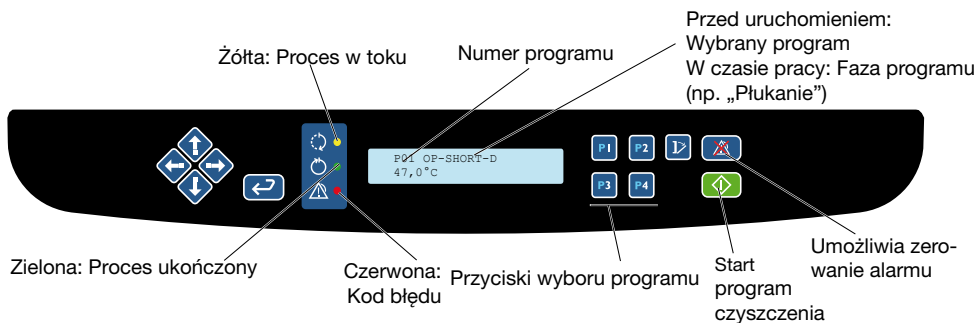 Przed uruchomieniem:
Wybrany program
W czasie pracy: Faza programu
(np. „Płukanie”)
Numer programu
Żółta: Proces w toku
P01 OP-SHORT-D
47,0°C
P1
P2
P3
P4
Zielona: Proces ukończony
Czerwona:
Kod błędu
Przyciski wyboru programu
Start
program
czyszczenia
Umożliwia zero-
wanie alarmu